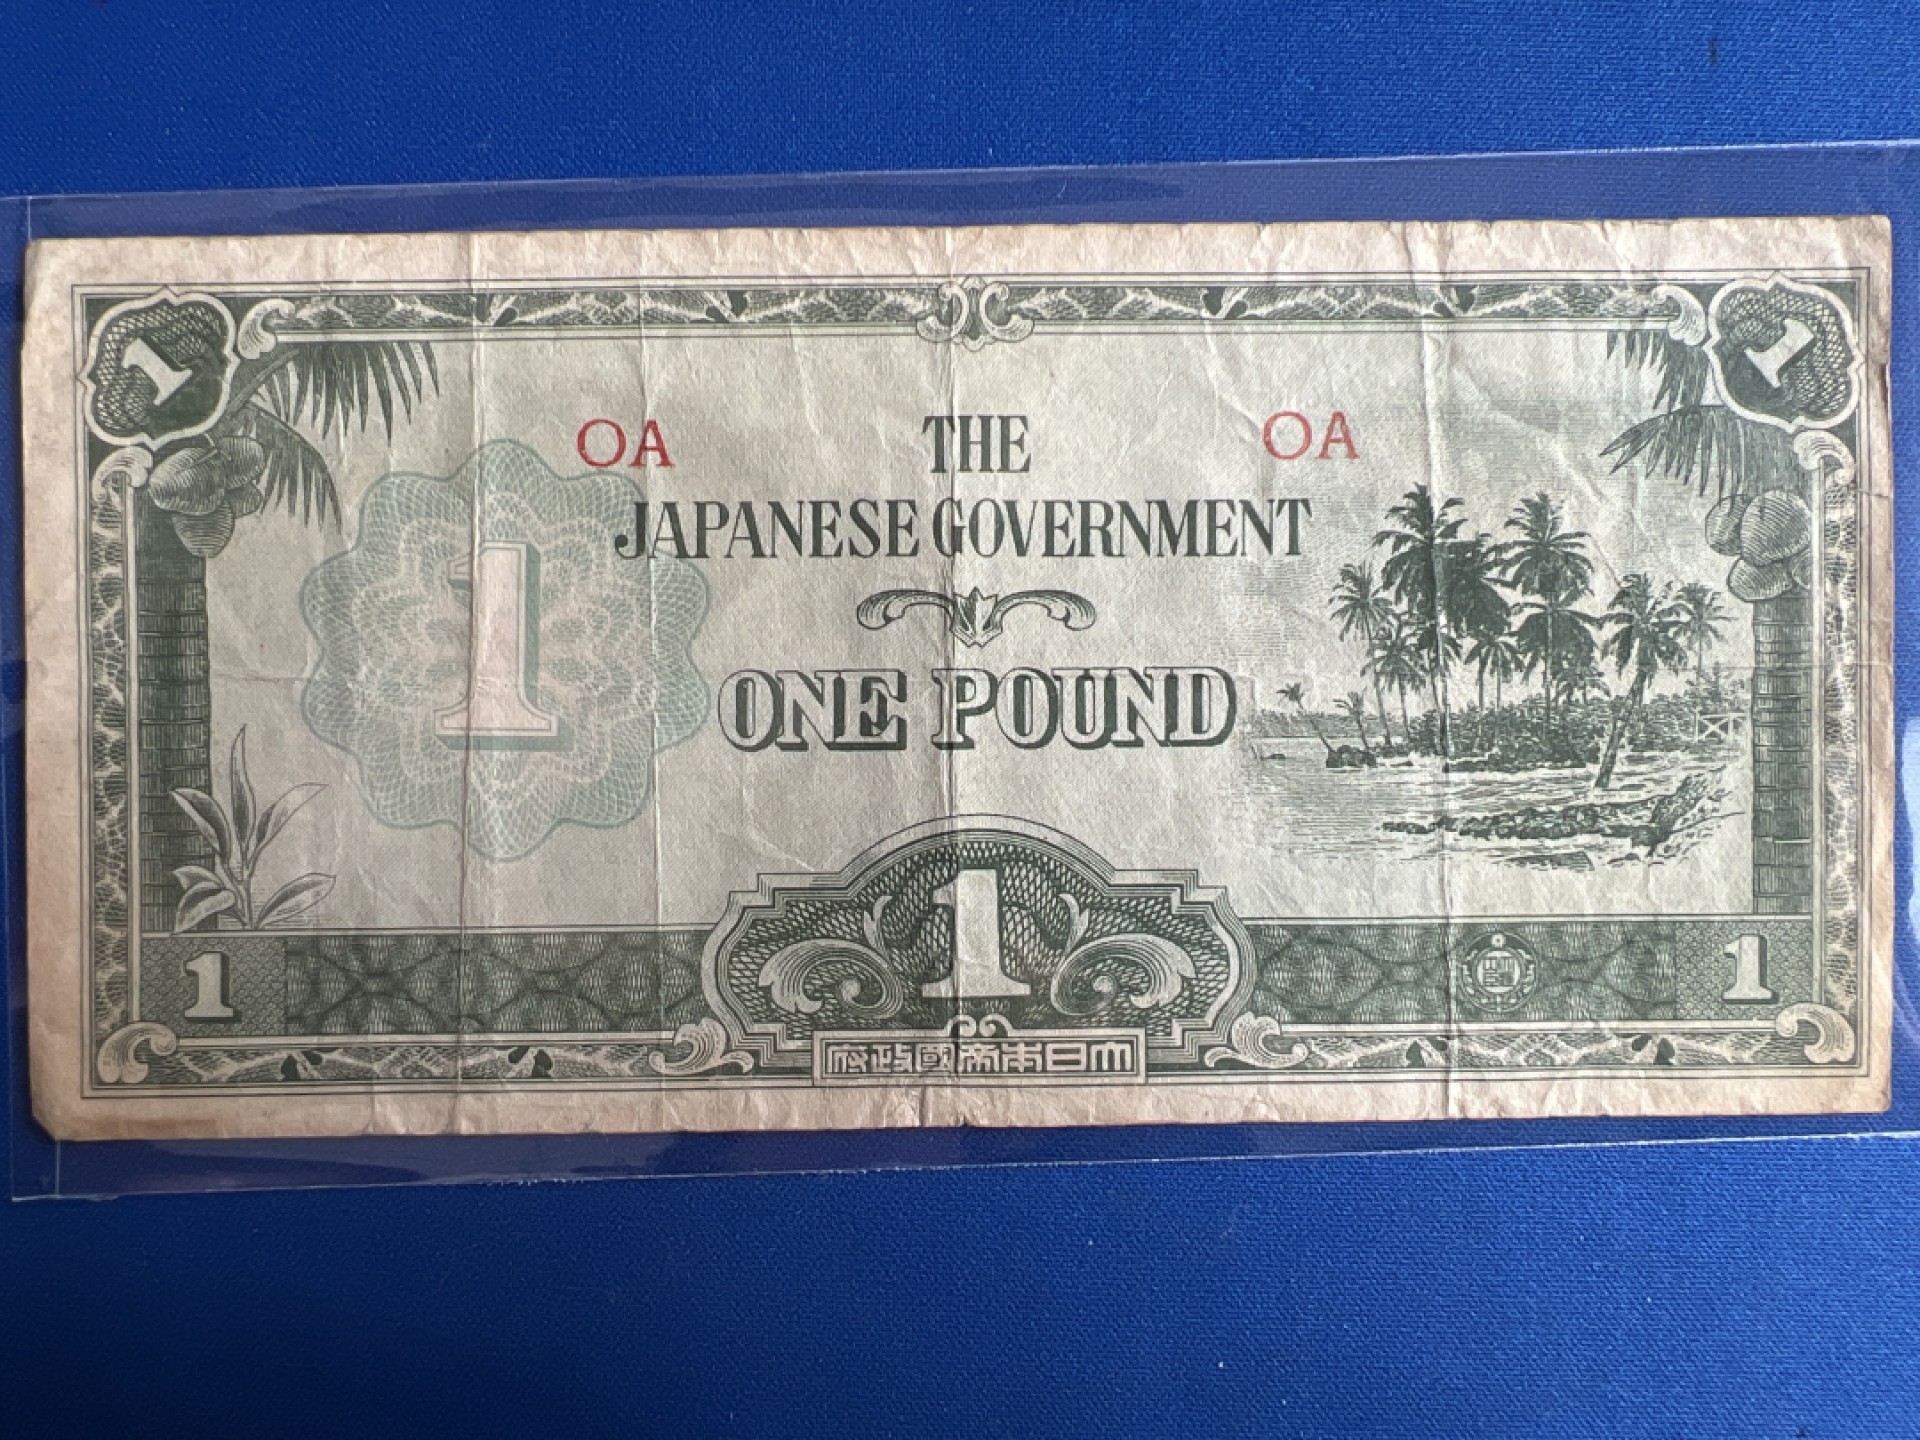 1 1
OA THE OA
JAPANESE GOVERNMENT
1
ONE POUND
1
1 1
府政國帝本日大